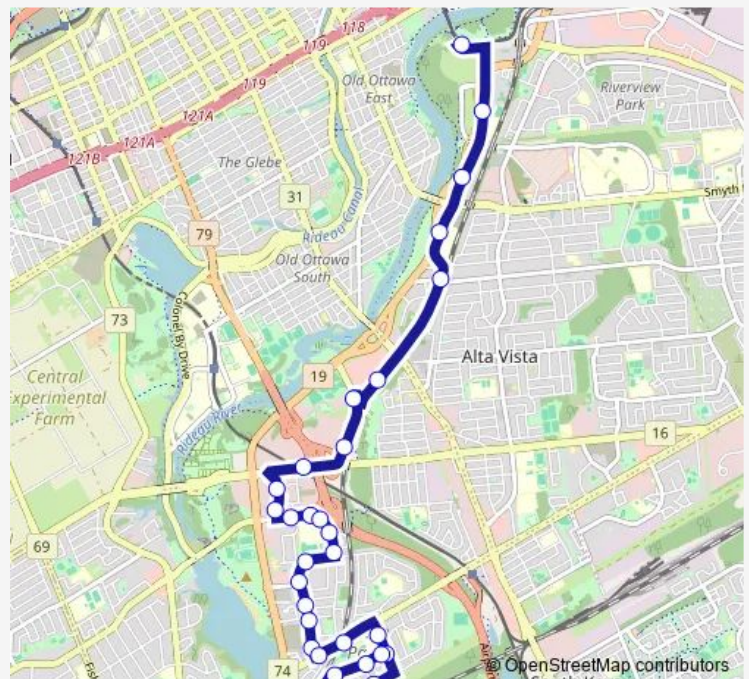 118
119
Old Ottawa
East
119
Riverview
Park
121A
121A
121B
The Glebe
Smyth
31
Rideau Canal
79
Old Ottawa
South
73
Colonel By Drive
Alta Vista
19
Central
Experimental
Farm
Rideau River
16
69
74
© OpenStreetMap contributors